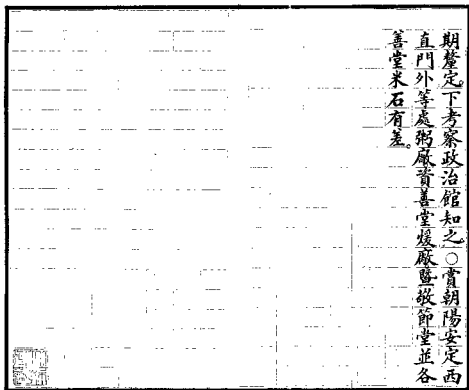 期釐定。下考察政治館知之。○賞朝陽安定西
直門外等處粥廠資善堂煖廠曁敬節堂並各
善堂米石有差。